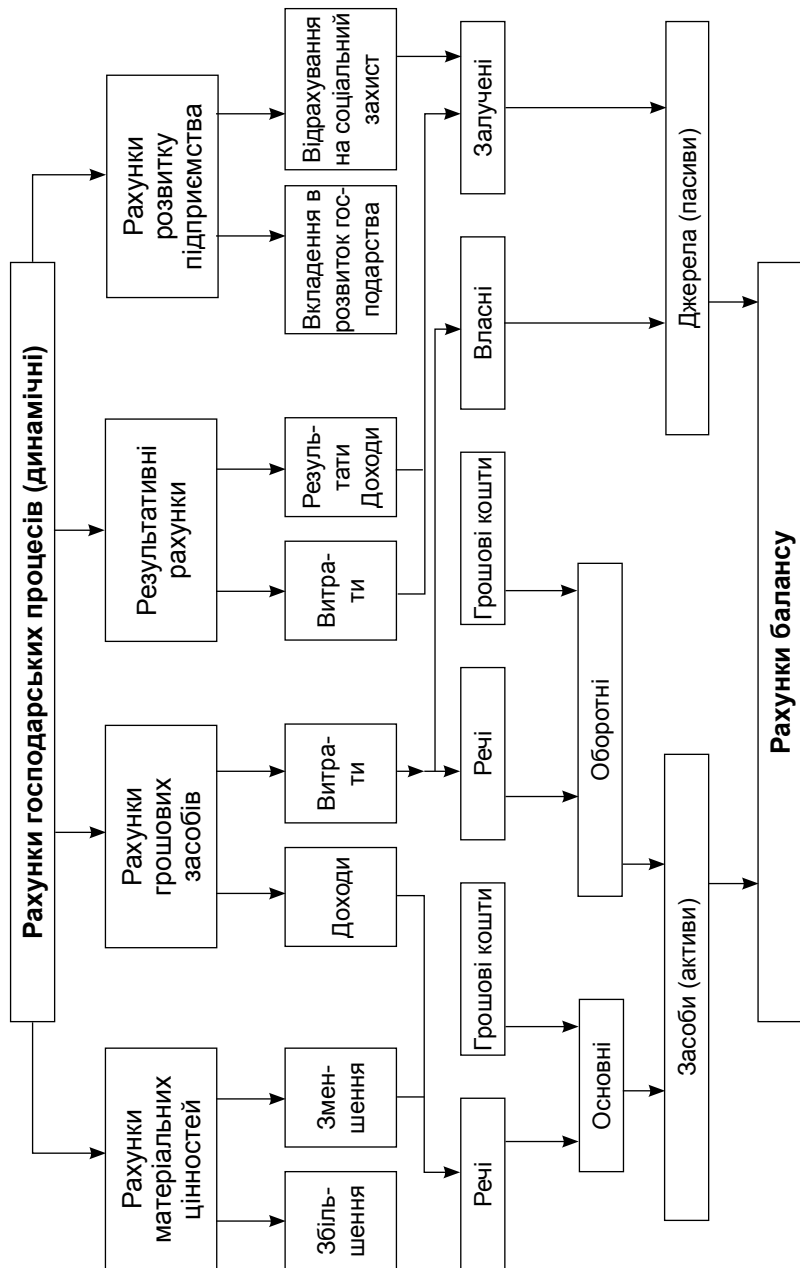 Рахунки господарських процесів (динамічні)
Рахунки
матеріальних
цінностей
Рахунки
грошових
засобів
Результативні
рахунки
Рахунки
розвитку
підприємства
Збіль-
шення
Змен-
шення
Доходи
Витра-
ти
Витра-
ти
Резуль-
тати
Доходи
Вкладення в
розвиток гос-
подарства
Відрахування
на соціальний
захист
Речі
Грошові кошти
Речі
Грошові кошти
Власні
Залучені
Основні
Оборотні
Засоби (активи)
Джерела (пасиви)
Рахунки балансу